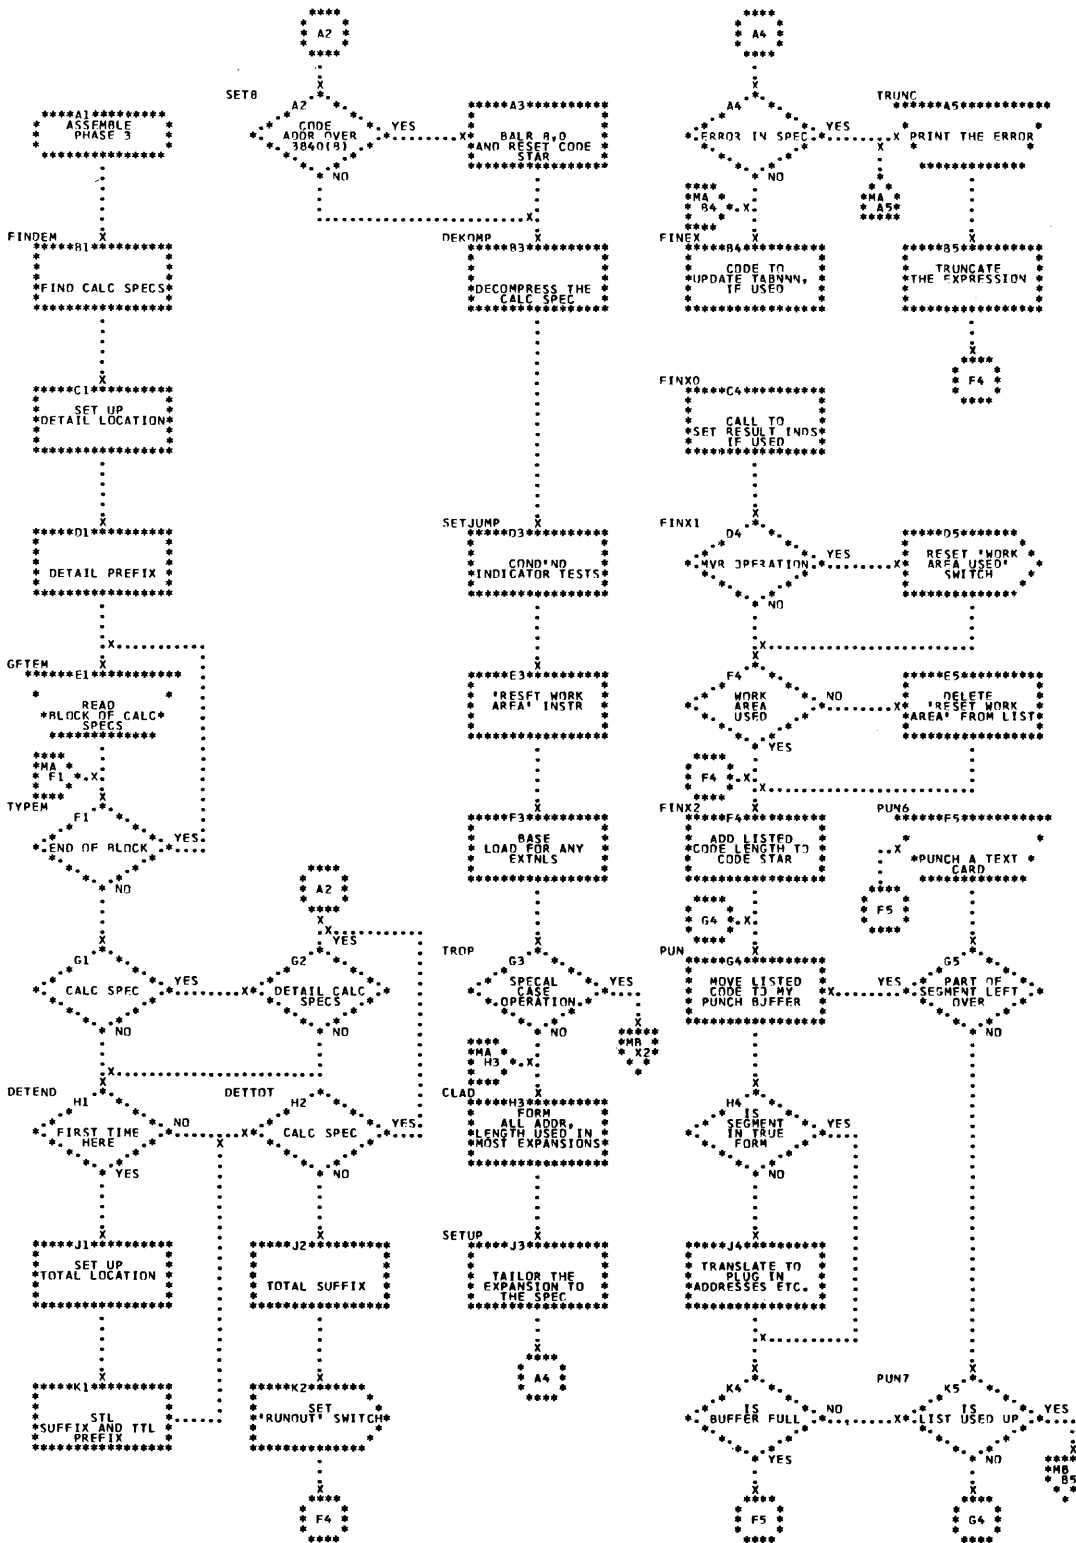 A2
A4
SET8
A2
CODE
ADDR OVER
3840(8)
YES
NO
A3
BALR 8,0
AND RESET CODE
STAR
A1
ASSEMBLE
PHASE 3
A4
ERROR IN SPEC
YES
NO
TRUNC
A5
PRINT THE ERROR
MA
A5
MA
B4
FINDEM
B1
FIND CALC SPECS
DEKOMP
B3
DECOMPRESS THE
CALC SPEC
FINEX
B4
CODE TO
UPDATE TABNNN,
IF USED
B5
TRUNCATE
THE EXPRESSION
F4
C1
SET UP
DETAIL LOCATION
FINX0
C4
CALL TO
SET RESULT INDS
IF USED
D1
DETAIL PREFIX
SETJUMP
D3
COND'ND
INDICATOR TESTS
FINX1
D4
MVR OPERATION
YES
NO
D5
RESET "WORK
AREA USED"
SWITCH
E1
READ
BLOCK OF CALC
SPECS
E3
"RESET WORK
AREA" INSTR
E4
WORK
AREA
USED
NO
YES
E5
DELETE
"RESET WORK
AREA" FROM LIST
MA
F1
F4
TYPEM
F1
END OF BLOCK
YES
NO
F3
BASE
LOAD FOR ANY
EXTNLS
FINX2
F4
ADD LISTED
CODE LENGTH TO
CODE STAR
PUN6
F5
PUNCH A TEXT
CARD
F5
A2
G4
G1
CALC SPEC
YES
NO
YES
G2
DETAIL CALC
SPECS
NO
TROP
G3
SPECAL
CASE
OPERATION
YES
NO
PUN
G4
MOVE LISTED
CODE TO MY
PUNCH BUFFER
YES
G5
PART OF
SEGMENT LEFT
OVER
NO
MB
X2
MA
H3
DETEND
H1
FIRST TIME
HERE
NO
YES
DETTOT
H2
CALC SPEC
YES
NO
CLAD
H3
FORM
ALL ADDR,
LENGTH USED IN
MOST EXPANSIONS
H4
IS
SEGMENT
IN TRUE
FORM
YES
NO
J1
SET UP
TOTAL LOCATION
J2
TOTAL SUFFIX
SETUP
J3
TAILOR THE
EXPANSION TO
THE SPEC
J4
TRANSLATE TO
PLUG IN
ADDRESSES ETC.
A4
K1
STL
SUFFIX AND TTL
PREFIX
K2
SET
"RUNOUT" SWITCH
K4
IS
BUFFER FULL
NO
YES
PUN7
K5
IS
LIST USED UP
YES
NO
MB
B5
F4
F5
G4